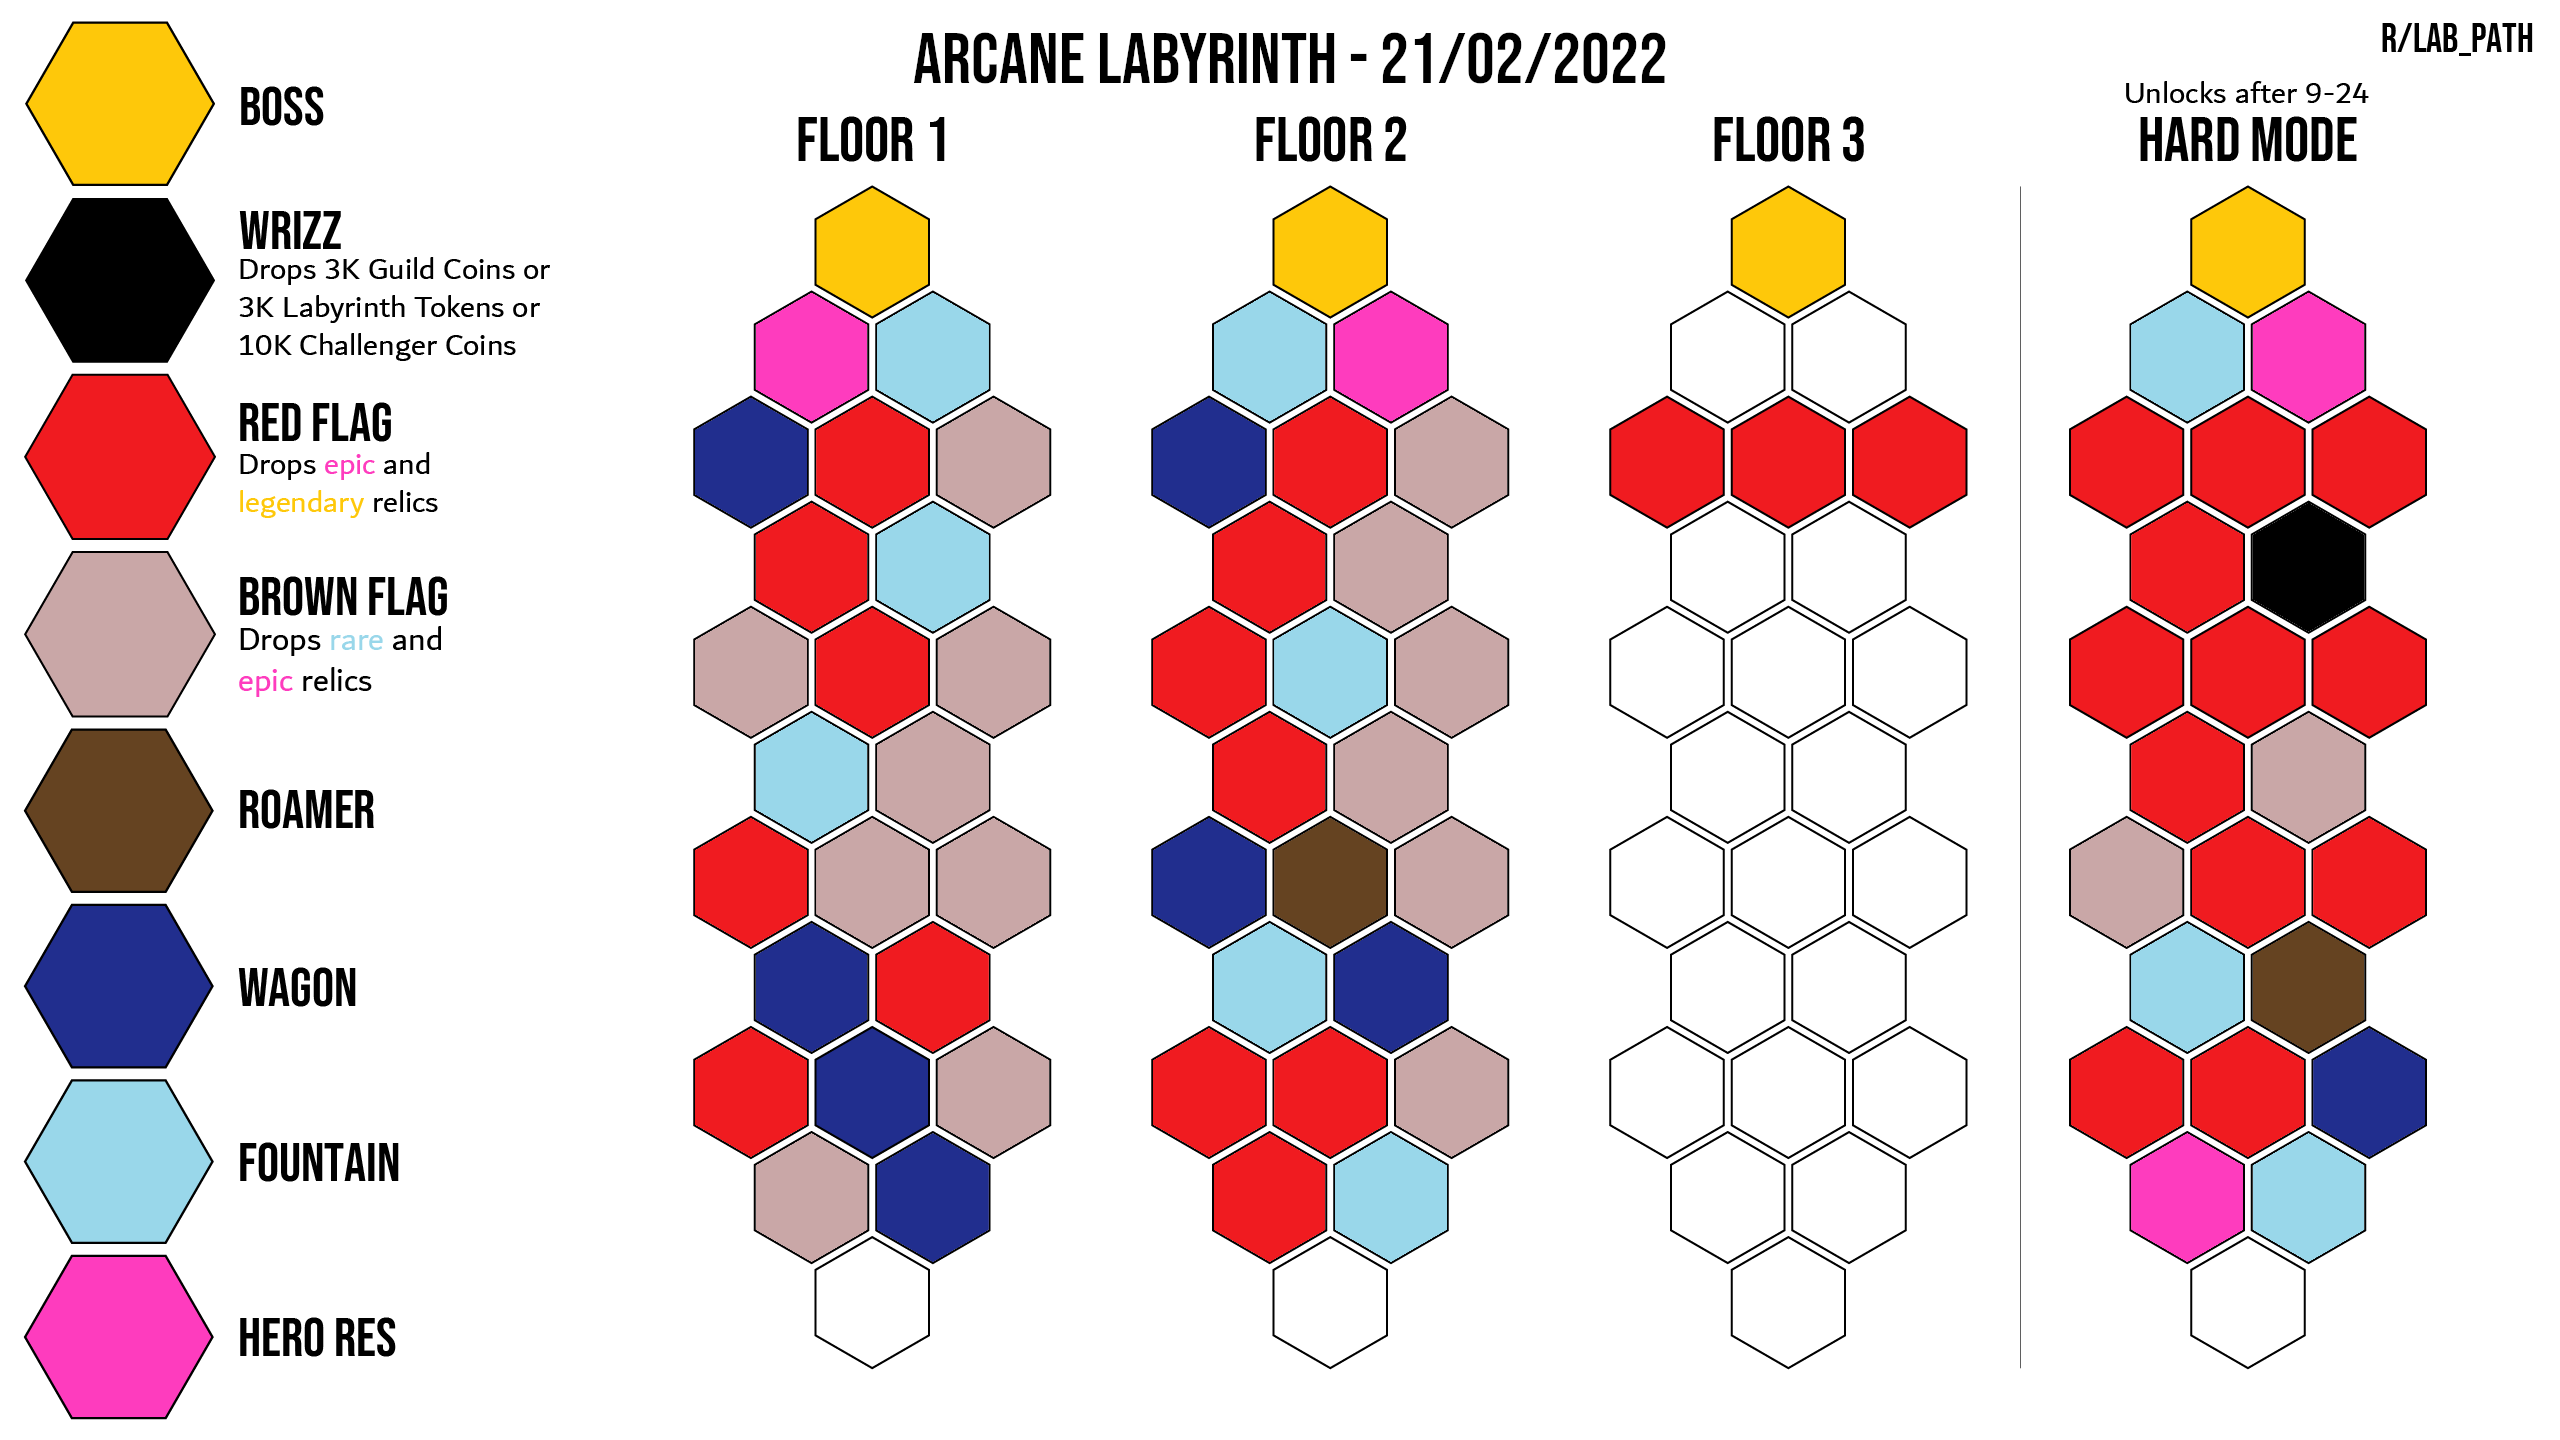 ARCANE LABYRINTH - 21/02/2022
R/LAB_PATH
BOSS
WRIZZ
Drops 3K Guild Coins or
3K Labyrinth Tokens or
10K Challenger Coins
RED FLAG
Drops epic and
legendary relics
BROWN FLAG
Drops rare and
epic relics
ROAMER
WAGON
FOUNTAIN
HERO RES
FLOOR 1
FLOOR 2
FLOOR 3
Unlocks after 9-24
HARD MODE